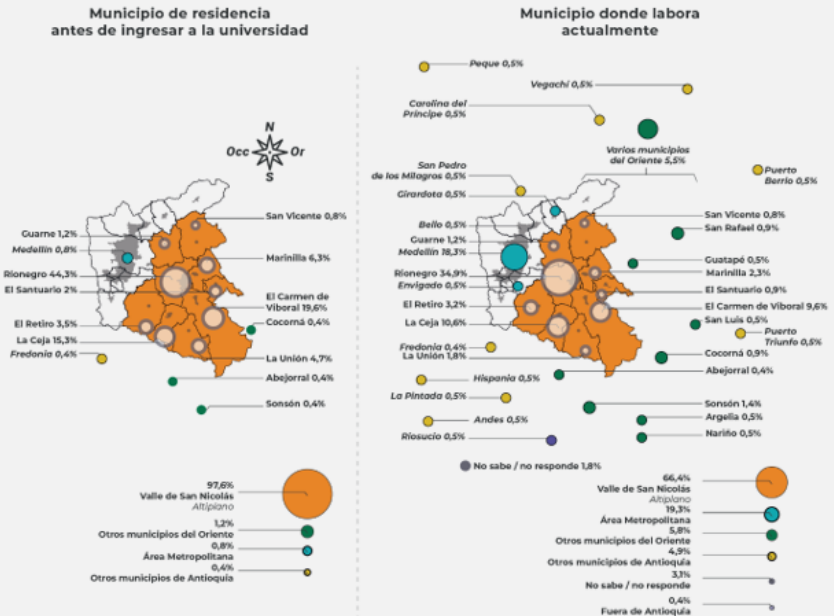 Municipio de residencia
antes de ingresar a la universidad
N
Occ
Or
S
San Vicente 0,8%
Guarne 1,2%
Medellín 0,8%
Marinilla 6,3%
Rionegro 44,3%
El Santuario 2%
El Carmen de
Viboral 19,6%
El Retiro 3,5%
Cocorná 0,4%
La Ceja 15,3%
Fredonia 0,4%
La Unión 4,7%
Abejorral 0,4%
Sonsón 0,4%
97,6%
Valle de San Nicolás
Altiplano
1,2%
Otros municipios del Oriente
0,8%
Área Metropolitana
0,4%
Otros municipios de Antioquia
Municipio donde labora
actualmente
Peque 0,5%
Vegachí 0,5%
Carolina del
Príncipe 0,5%
Varios municipios
del Oriente 5,5%
San Pedro
de los Milagros 0,5%
Puerto
Berrio 0,5%
Girardota 0,5%
San Vicente 0,8%
Bello 0,5%
San Rafael 0,9%
Guarne 1,2%
Medellín 18,3%
Guatapé 0,5%
Rionegro 34,9%
Marinilla 2,3%
Envigado 0,5%
El Santuario 0,9%
El Retiro 3,2%
El Carmen de Viboral 9,6%
La Ceja 10,6%
San Luis 0,5%
Puerto
Triunfo 0,5%
Fredonia 0,4%
La Unión 1,8%
Cocorná 0,9%
Abejorral 0,4%
Hispania 0,5%
La Pintada 0,5%
Sonsón 1,4%
Andes 0,5%
Argelia 0,5%
Riosucio 0,5%
Nariño 0,5%
No sabe / no responde 1,8%
66,4%
Valle de San Nicolás
Altiplano
19,3%
Área Metropolitana
5,8%
Otros municipios del Oriente
4,9%
Otros municipios de Antioquia
3,1%
No sabe / no responde
0,4%
Fuera de Antioquia